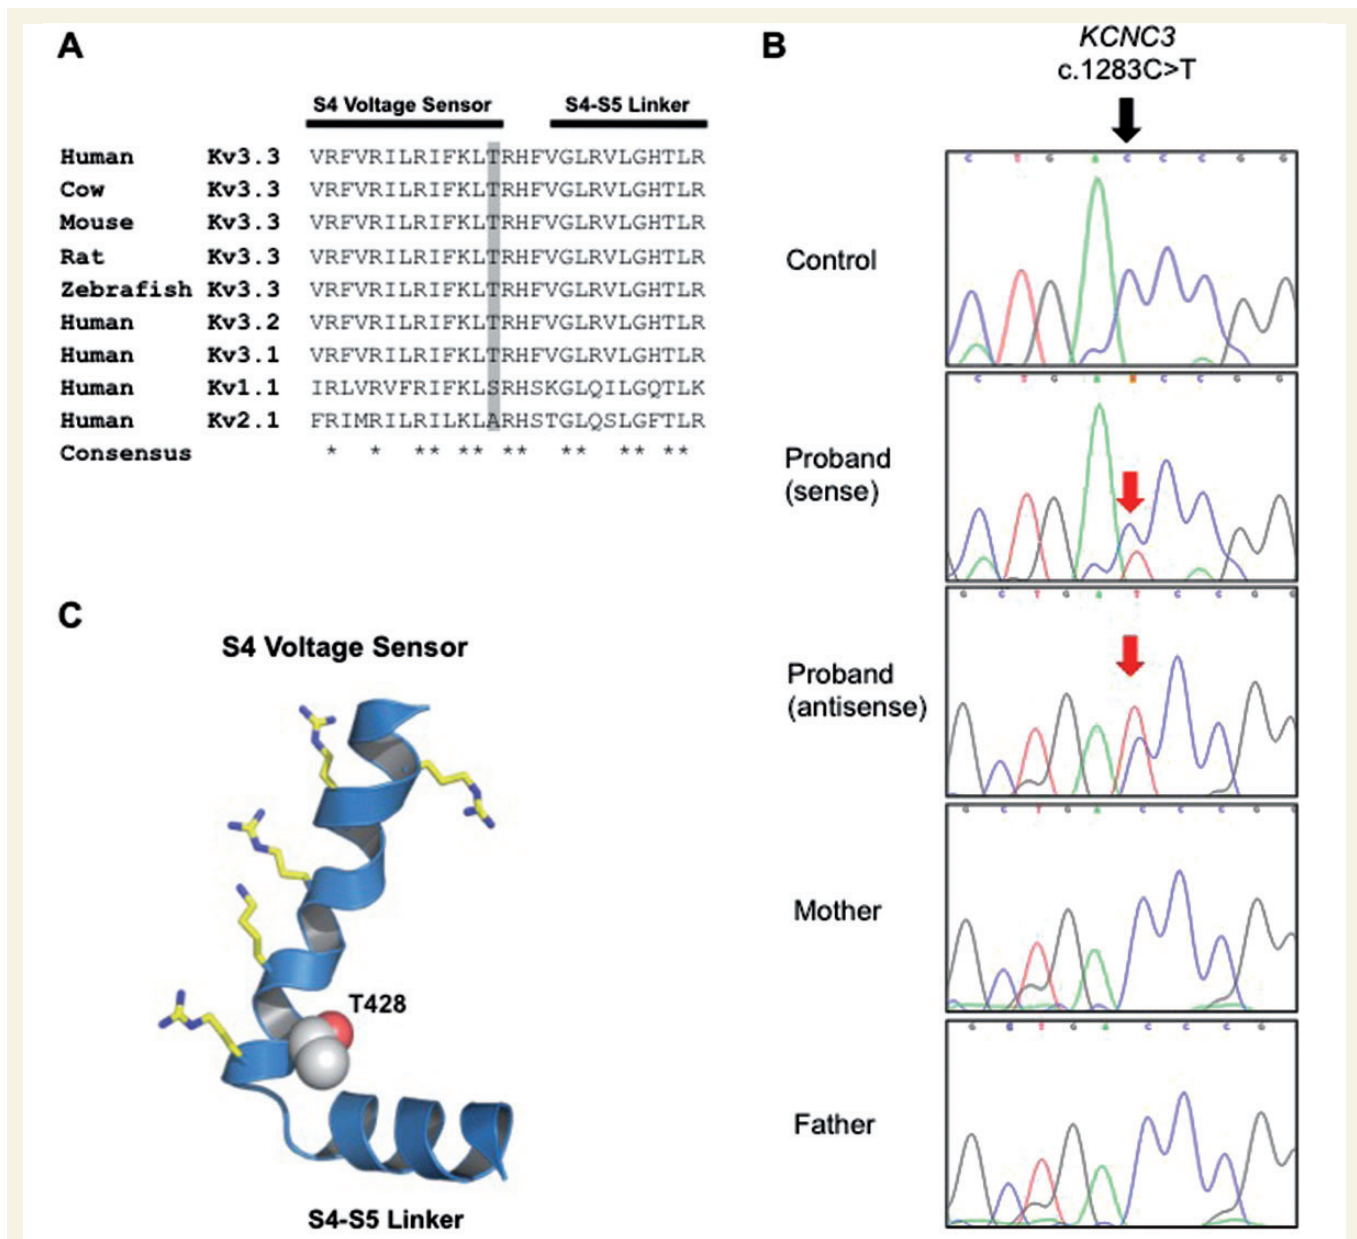 A
S4 Voltage Sensor S4-S5 Linker
Human Kv3.3 VRFVRILRIFKLTRHFVGLRVLGHTLR
Cow Kv3.3 VRFVRILRIFKLTRHFVGLRVLGHTLR
Mouse Kv3.3 VRFVRILRIFKLTRHFVGLRVLGHTLR
Rat Kv3.3 VRFVRILRIFKLTRHFVGLRVLGHTLR
Zebrafish Kv3.3 VRFVRILRIFKLTRHFVGLRVLGHTLR
Human Kv3.2 VRFVRILRIFKLTRHFVGLRVLGHTLR
Human Kv3.1 VRFVRILRIFKLTRHFVGLRVLGHTLR
Human Kv1.1 IRLVRVFRIFKLSRHSKGLQILGQTLK
Human Kv2.1 FRIMRILRILKLARHSTGLQSLGFTLR
Consensus * * ** ** ** ** ** **
B
KCNC3
c.1283C>T
C T G A C C C G G
Control
C T G A C C G G
Proband
(sense)
G C T G A T C C G G
Proband
(antisense)
G C T G A C C C G
Mother
G C T G A C C C G
Father
C
S4 Voltage Sensor
T428
S4-S5 Linker